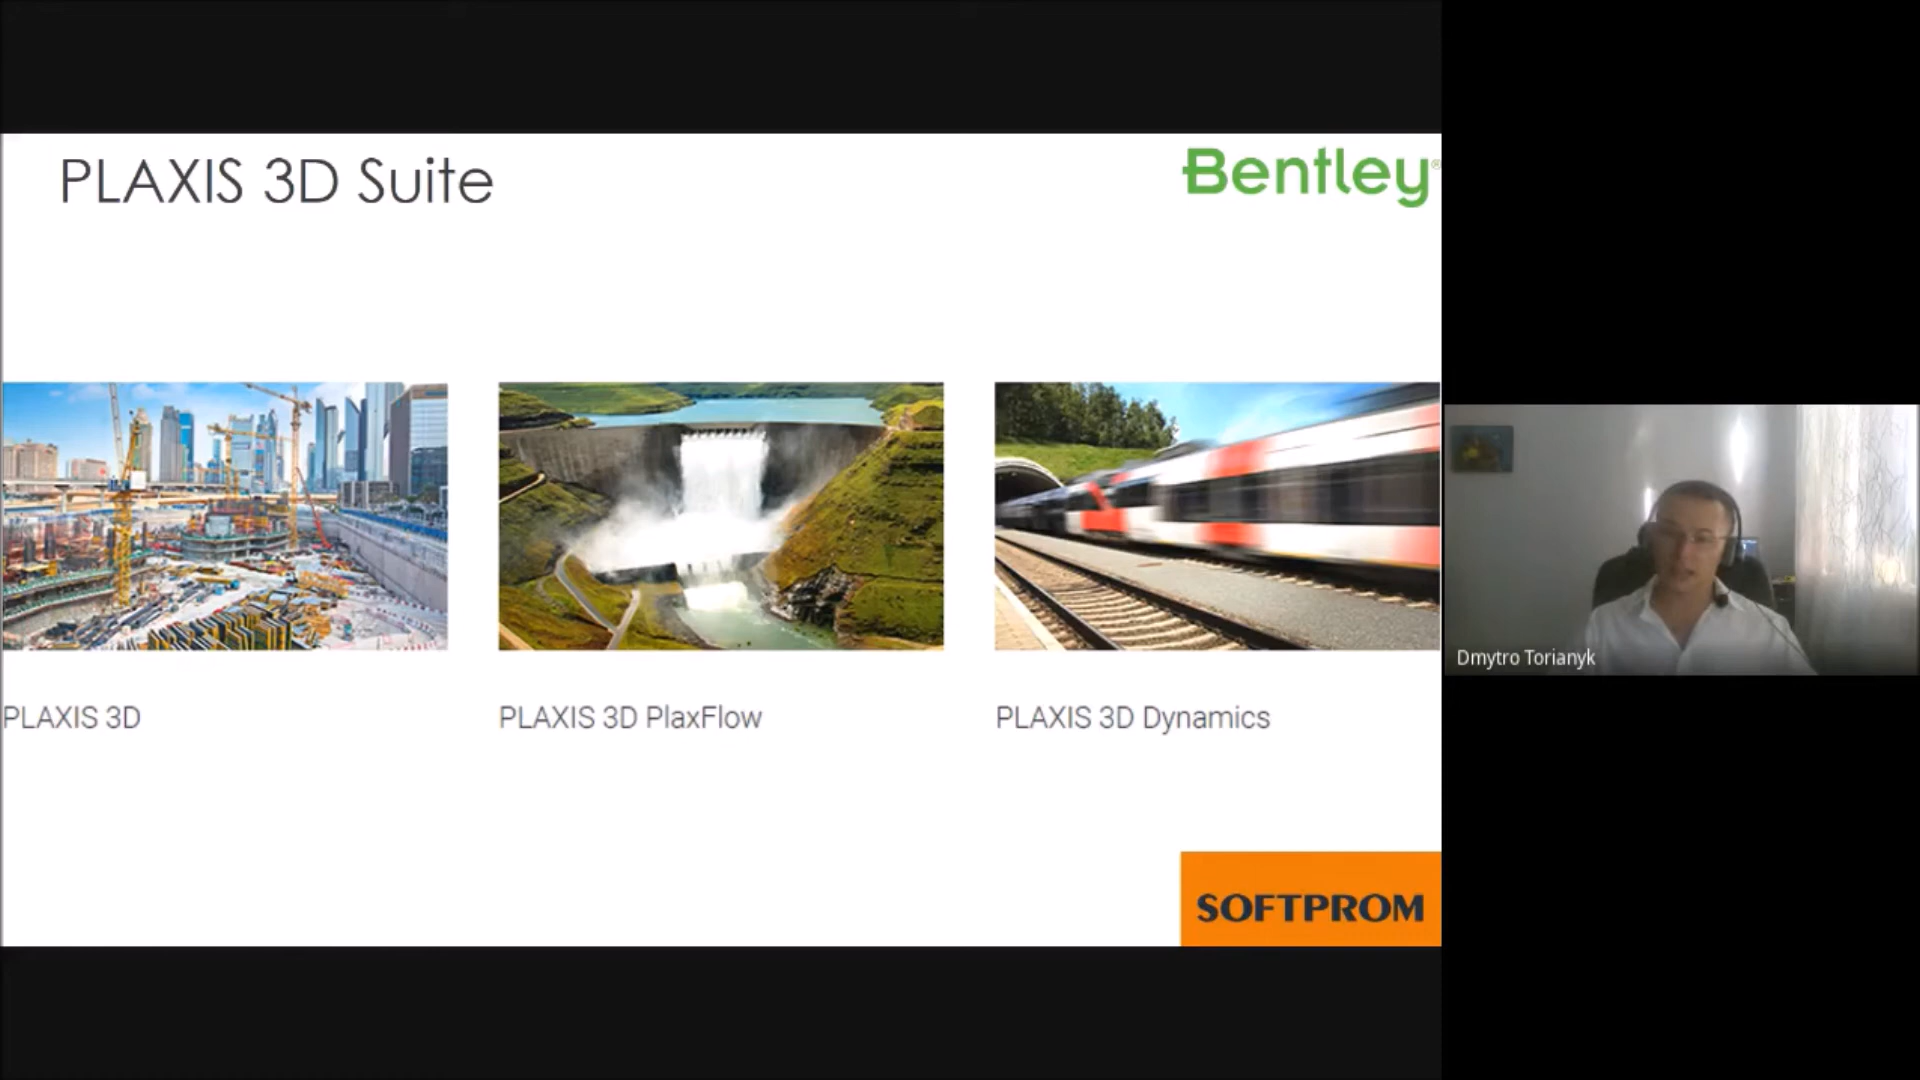 PLAXIS 3D Suite
Bentley®
PLAXIS 3D
PLAXIS 3D PlaxFlow
PLAXIS 3D Dynamics
SOFTPROM
Dmytro Torianyk